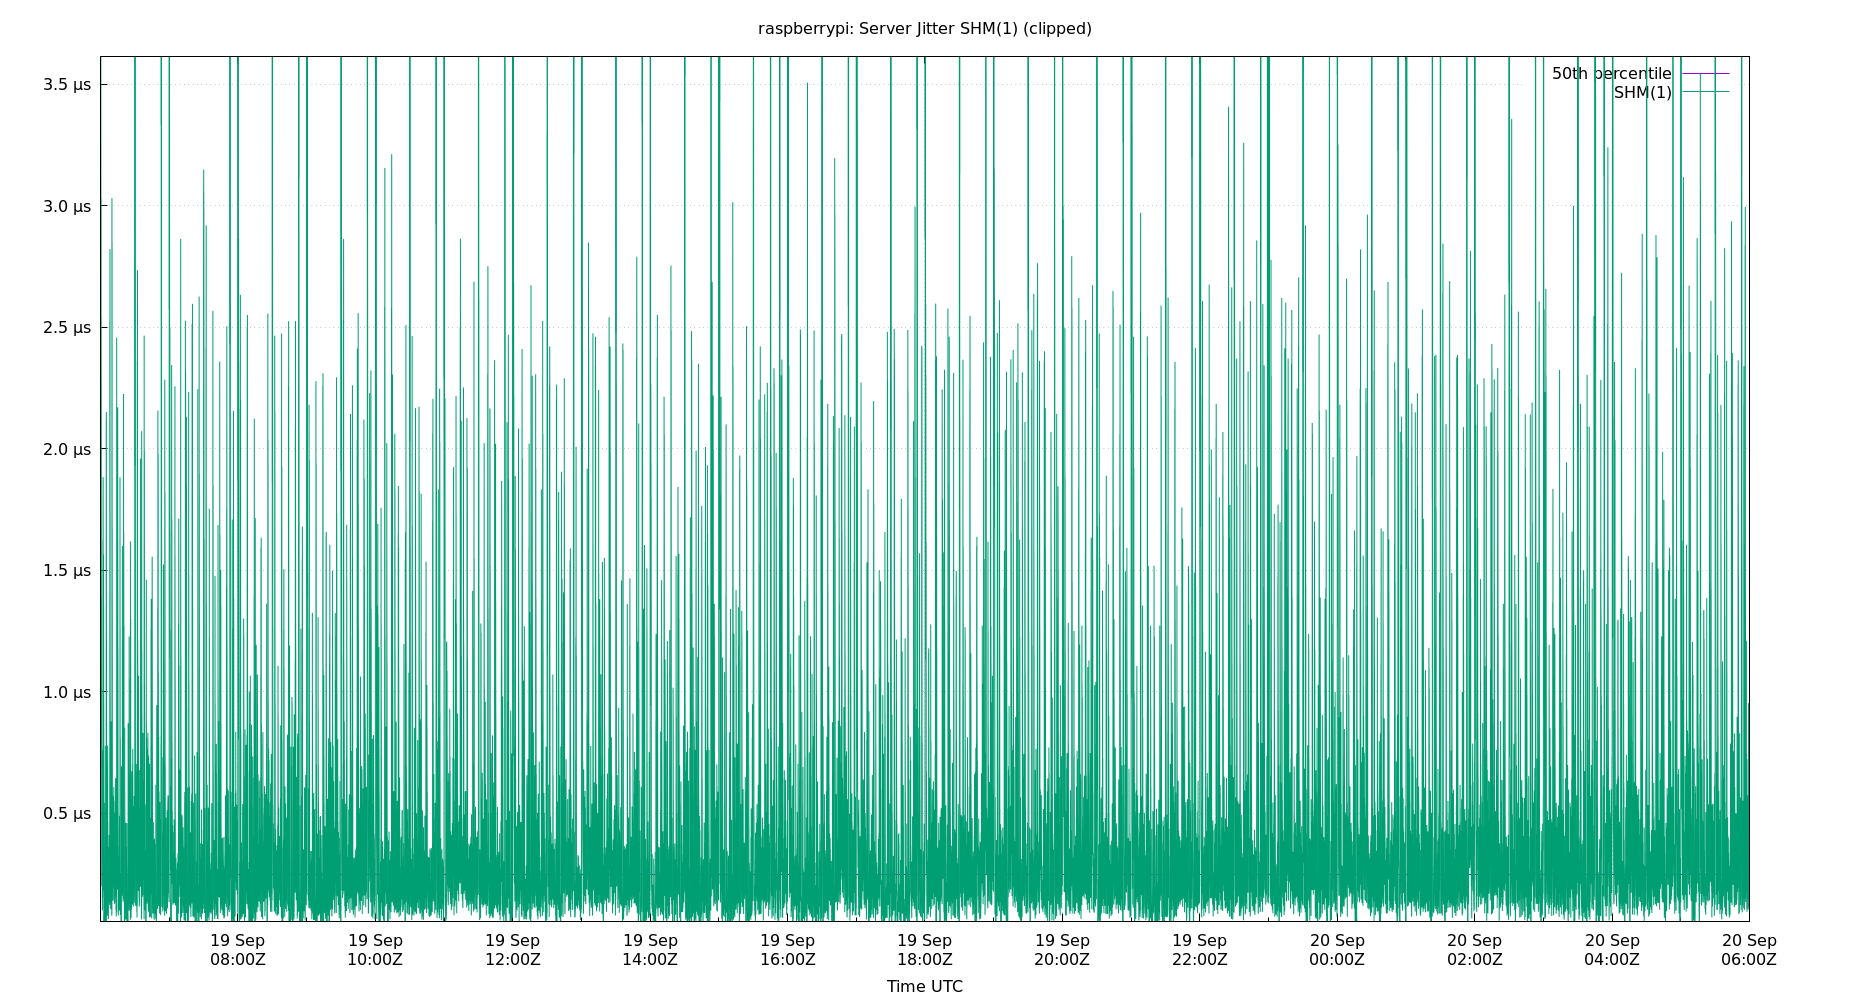 raspberrypi: Server Jitter SHM(1) (clipped)
50th percentile
SHM(1)
3.5 µs
3.0 µs
2.5 µs
2.0 µs
1.5 µs
1.0 µs
0.5 µs
19 Sep 19 Sep 19 Sep 19 Sep 19 Sep 19 Sep 19 Sep 19 Sep 20 Sep 20 Sep 20 Sep 20 Sep
08:00Z 10:00Z 12:00Z 14:00Z 16:00Z 18:00Z 20:00Z 22:00Z 00:00Z 02:00Z 04:00Z 06:00Z
Time UTC